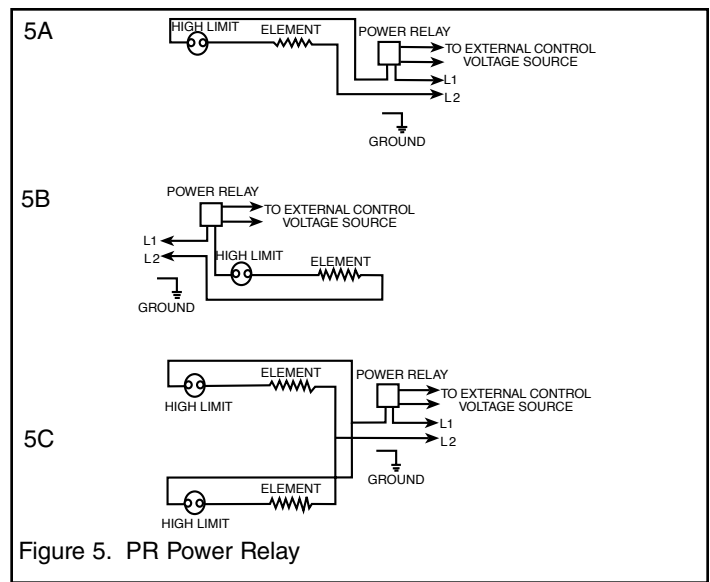 5A
HIGH LIMIT
ELEMENT
POWER RELAY
TO EXTERNAL CONTROL
VOLTAGE SOURCE
L1
L2
GROUND
5B
POWER RELAY
TO EXTERNAL CONTROL
VOLTAGE SOURCE
L1
L2
HIGH LIMIT
ELEMENT
GROUND
5C
ELEMENT
HIGH LIMIT
POWER RELAY
TO EXTERNAL CONTROL
VOLTAGE SOURCE
L1
L2
GROUND
ELEMENT
HIGH LIMIT
Figure 5. PR Power Relay